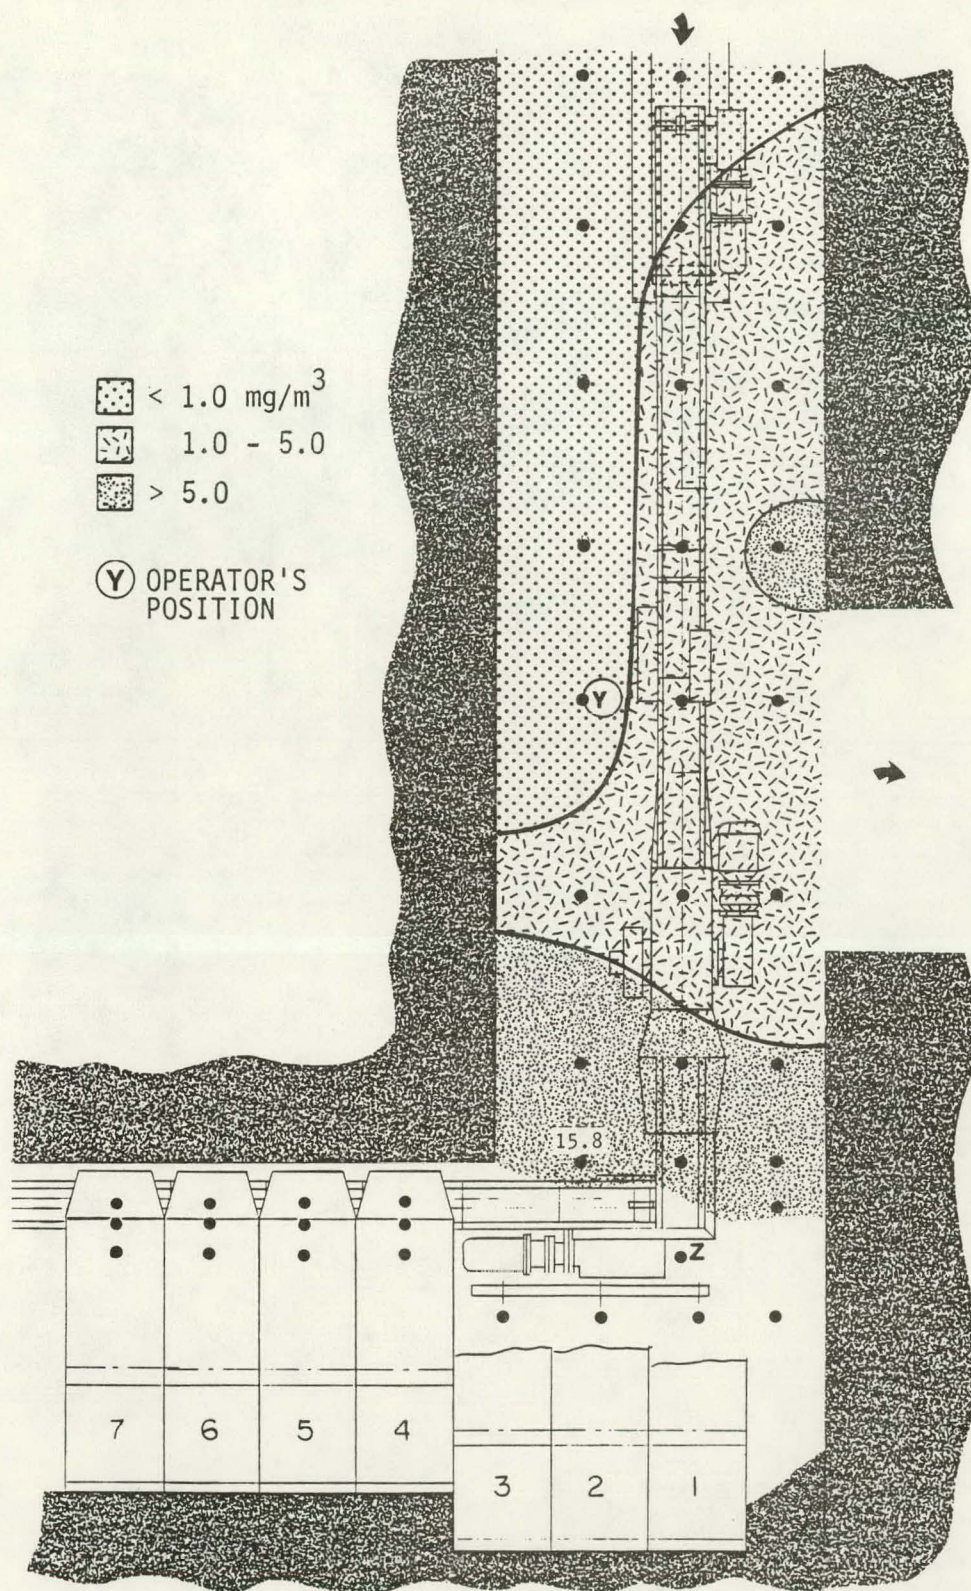 < 1.0 mg/m³
1.0 - 5.0
> 5.0
Y OPERATOR'S
POSITION
Y
15.8
Z
7 6 5 4
3 2 1